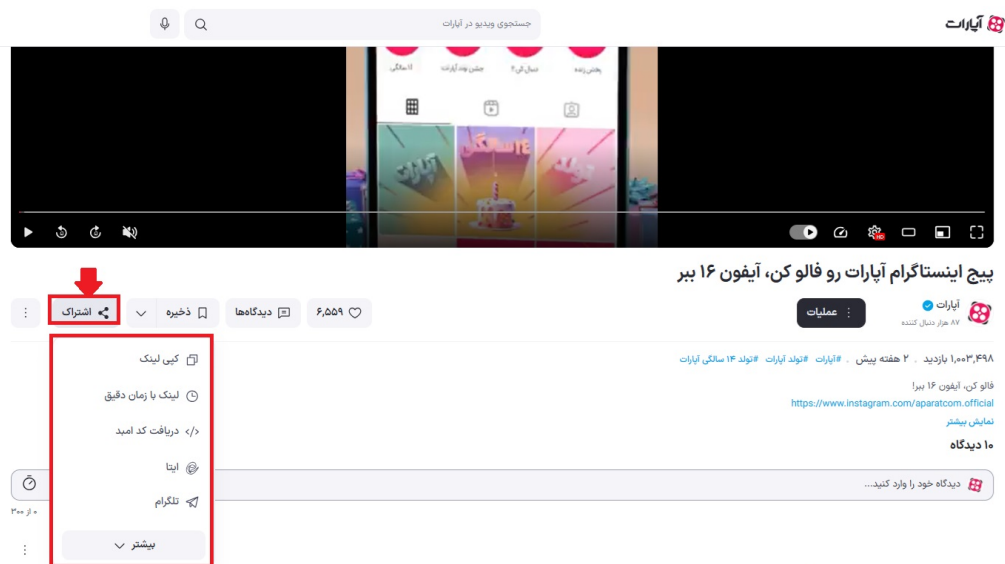 آپارات
جستجوی ویدیو در آپارات
پخش زنده
دنبال کن؟
جشن تولد آپارات
۱۴ سالگی
تولد
۱۴ سالگی
آپارات
HD
پیج اینستاگرام آپارات رو فالو کن، آیفون ۱۶ ببر
آپارات
۸۷ هزار دنبال کننده
عملیات
۶,۵۵۹
دیدگاه‌ها
ذخیره
اشتراک
۱,۰۰۳,۴۹۸ بازدید . ۲ هفته پیش . #آپارات #تولد آپارات #تولد ۱۴ سالگی آپارات
فالو کن، آیفون ۱۶ ببر!
https://www.instagram.com/aparatcom.official
نمایش بیشتر
۱۰ دیدگاه
دیدگاه خود را وارد کنید...
۰ از ۳۰۰
کپی لینک
لینک با زمان دقیق
دریافت کد امبد
ایتا
تلگرام
بیشتر